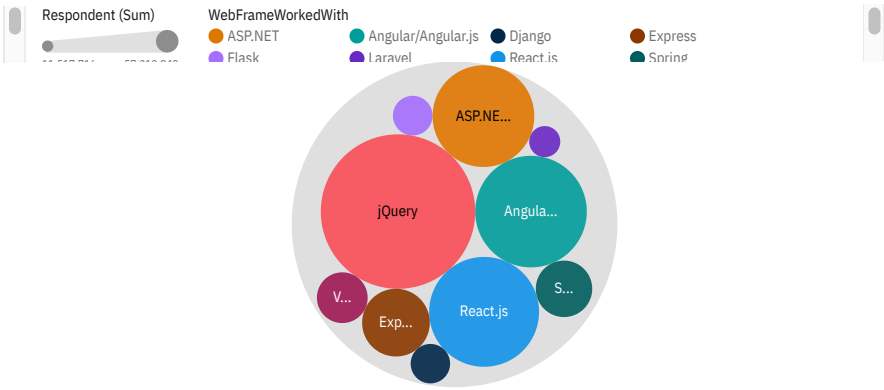 Respondent (Sum)
WebFrameWorkedWith
ASP.NET
Angular/Angular.js
Django
Express
Flask
Laravel
React.js
Spring
ASP.NE...
jQuery
Angula...
V...
Exp...
React.js
S...